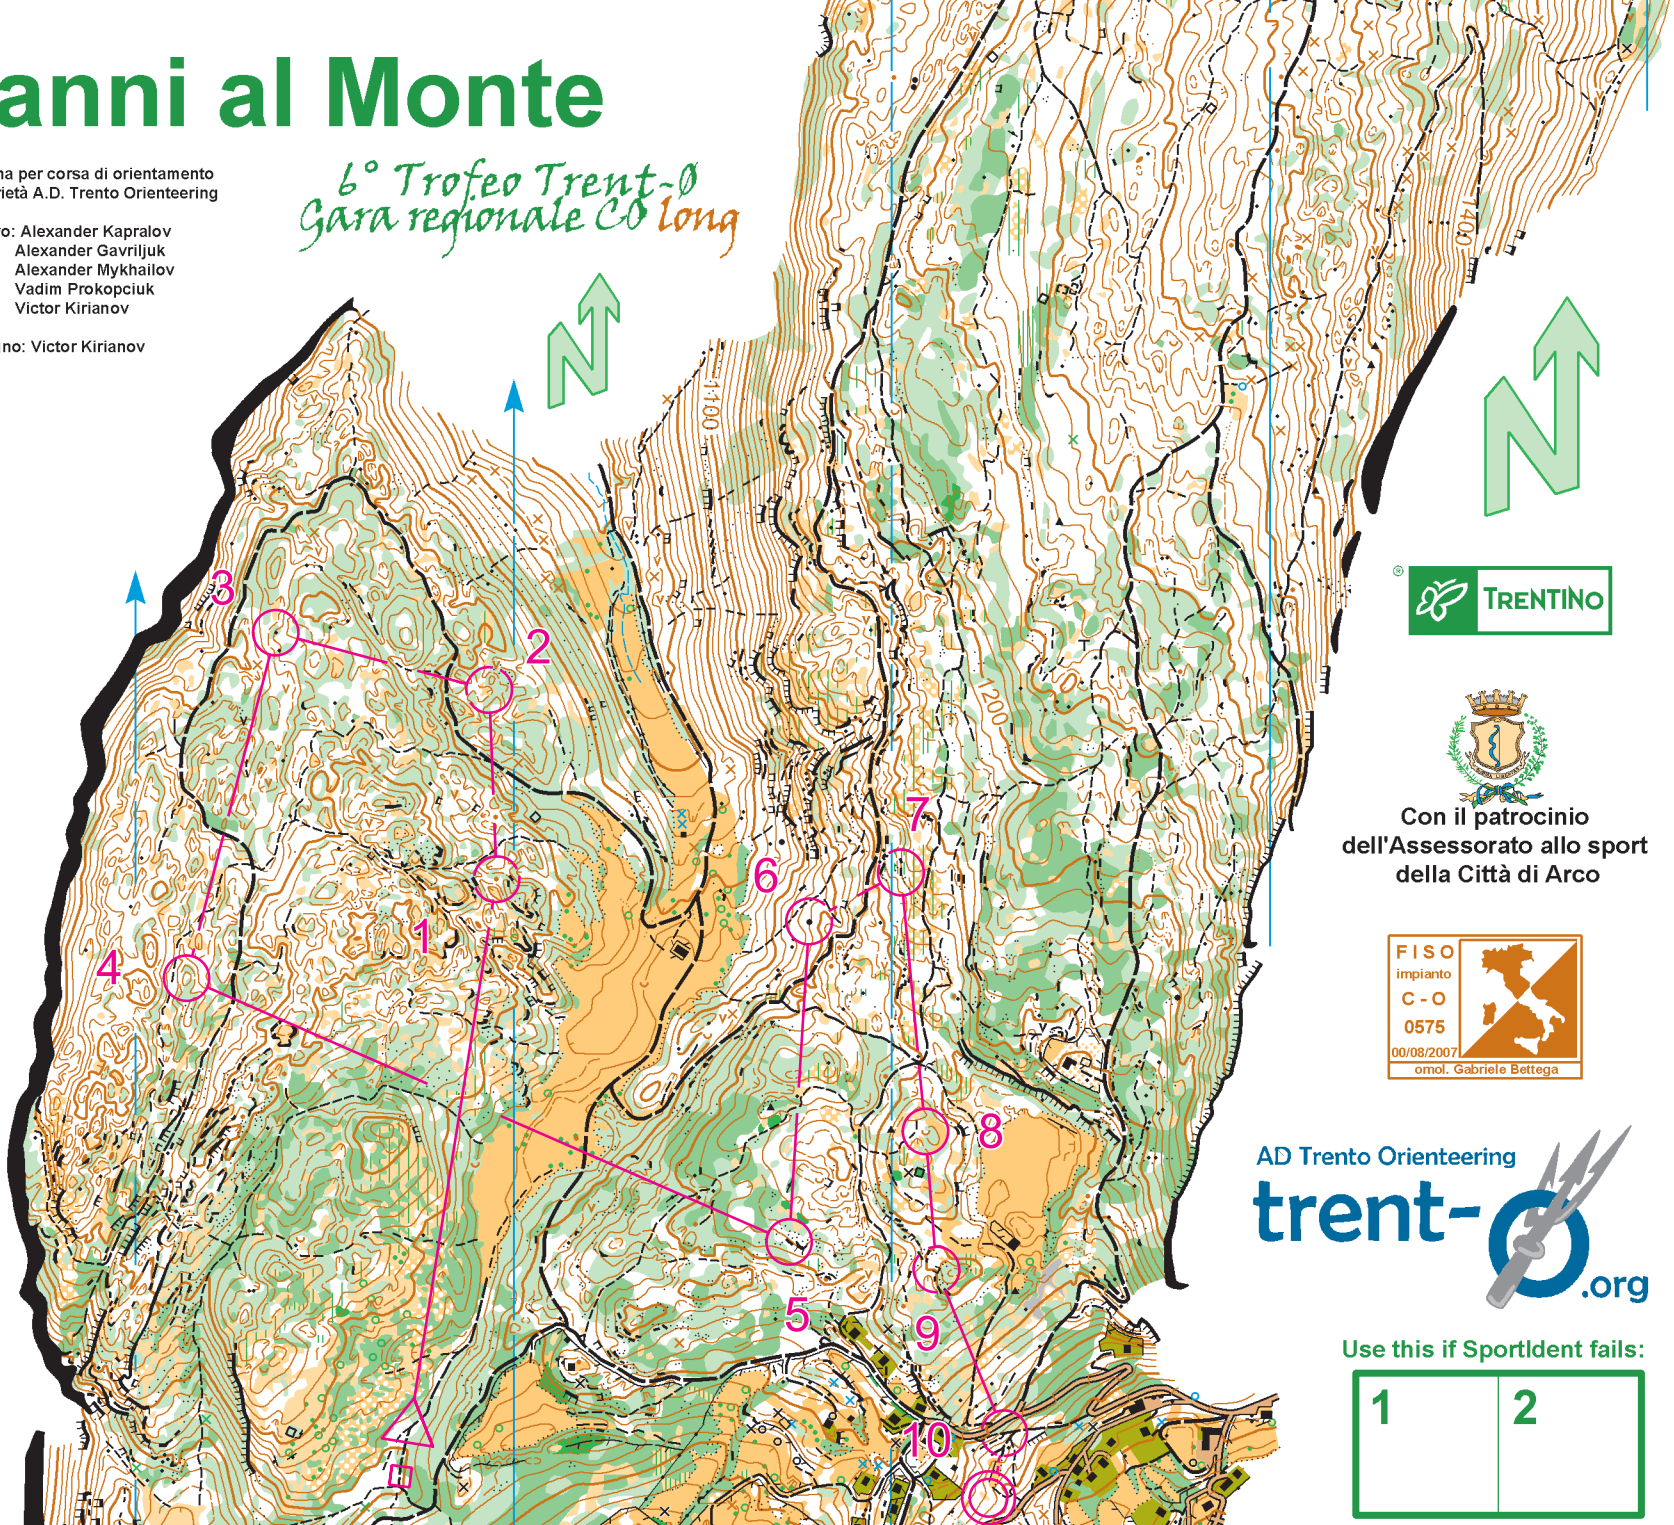 anni al Monte
na per corsa di orientamento
rietà A.D. Trento Orienteering
vo: Alexander Kapralov
Alexander Gavriljuk
Alexander Mykhailov
Vadim Prokopciuk
Victor Kirianov
gno: Victor Kirianov
6° Trofeo Trent-Ø
Gara regionale CO long
N
N
1100
1400
1200
3
2
7
6
1
4
8
5
9
10
® TRENTINO
Con il patrocinio
dell'Assessorato allo sport
della Città di Arco
FISO
impianto
C - O
0575
00/08/2007
omol. Gabriele Bettega
AD Trento Orienteering
trent-O
.org
Use this if SportIdent fails:
1 2